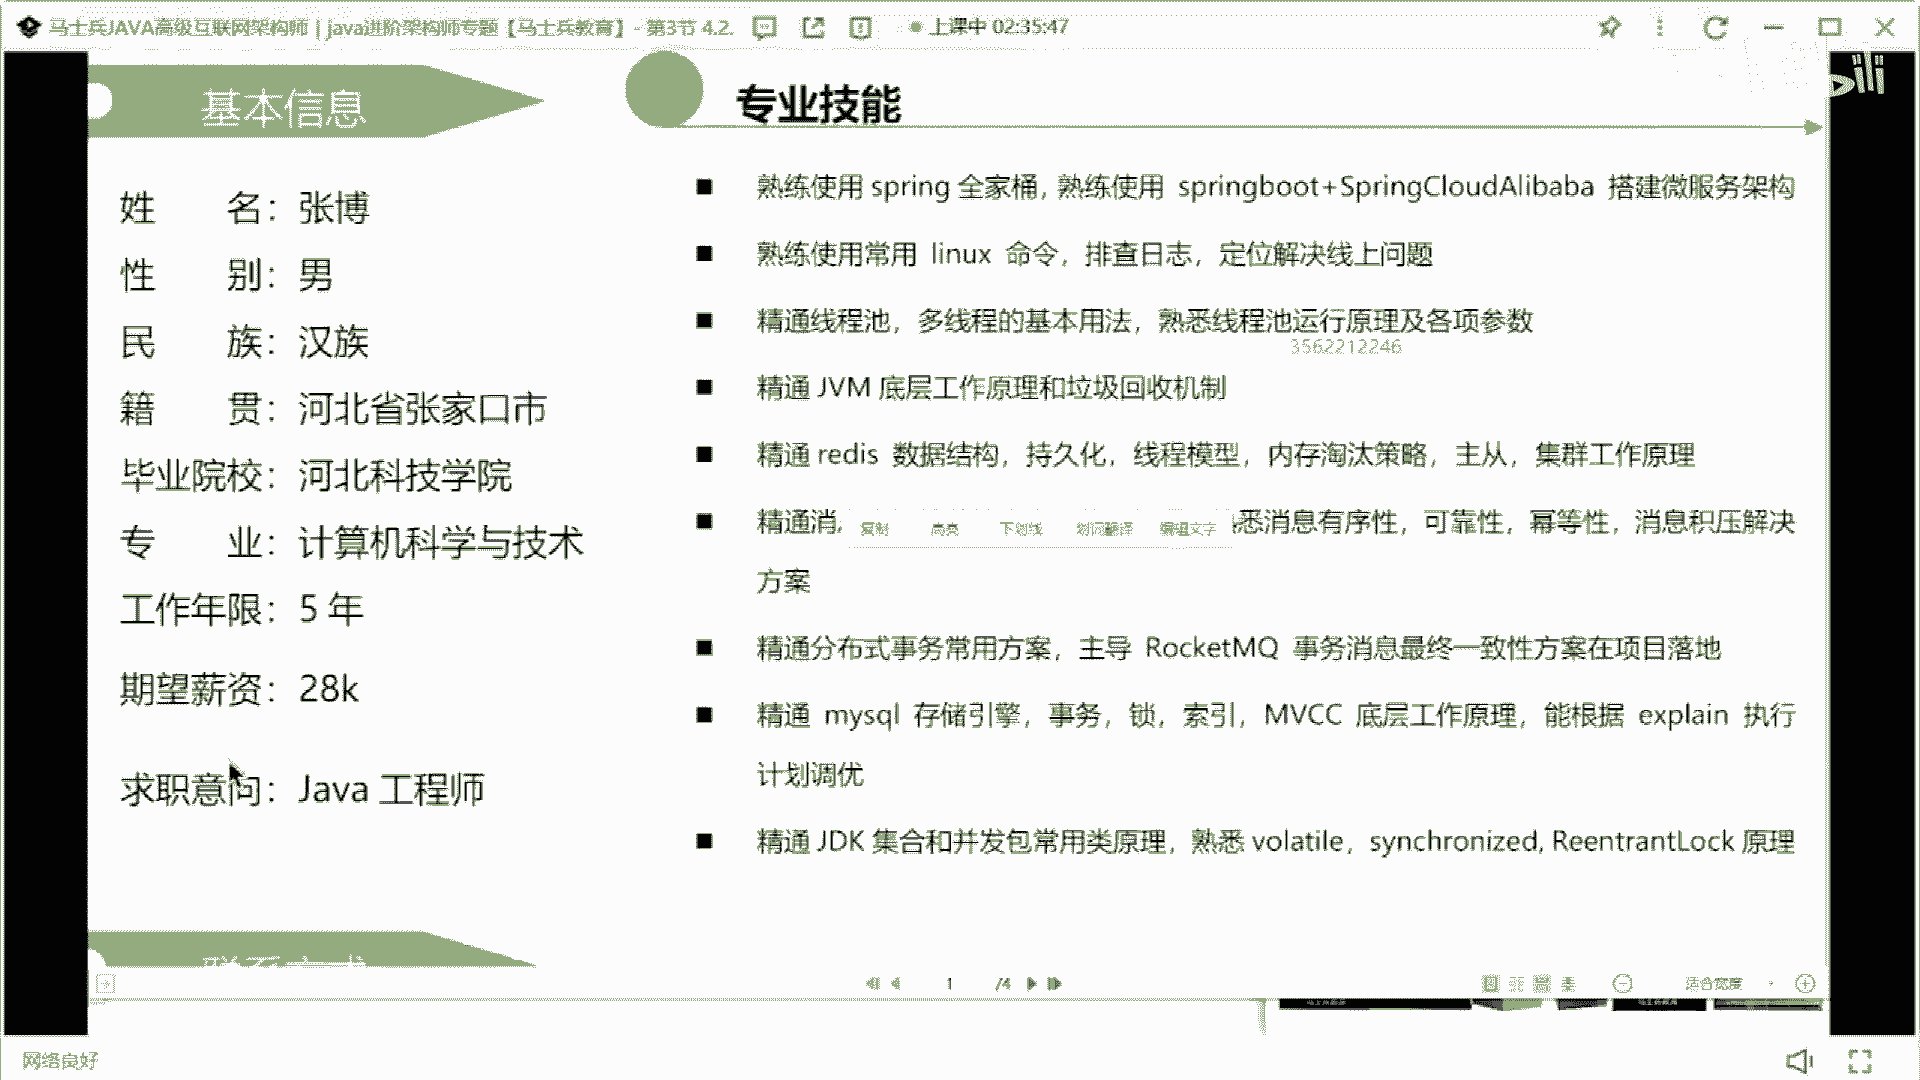 马士兵JAVA高级互联网架构师 | java进阶架构师专题【马士兵教育】 - 第3节 4.2.
上课中 02:35:47
基本信息
姓 名：张博
性 别：男
民 族：汉族
籍 贯：河北省张家口市
毕业院校：河北科技学院
专 业：计算机科学与技术
工作年限：5 年
期望薪资：28k
求职意向：Java 工程师
专业技能
熟练使用 spring 全家桶, 熟练使用 springboot+SpringCloudAlibaba 搭建微服务架构
熟练使用常用 linux 命令，排查日志，定位解决线上问题
精通线程池，多线程的基本用法，熟悉线程池运行原理及各项参数
3562212246
精通 JVM 底层工作原理和垃圾回收机制
精通 redis 数据结构，持久化，线程模型，内存淘汰策略，主从，集群工作原理
精通消 悉消息有序性，可靠性，幂等性，消息积压解决
复制 高亮 下划线 划词翻译 编辑文字
方案
精通分布式事务常用方案，主导 RocketMQ 事务消息最终一致性方案在项目落地
精通 mysql 存储引擎，事务，锁，索引，MVCC 底层工作原理，能根据 explain 执行
计划调优
精通 JDK 集合和并发包常用类原理，熟悉 volatile，synchronized, ReentrantLock 原理
1 /4
适合宽度
网络良好